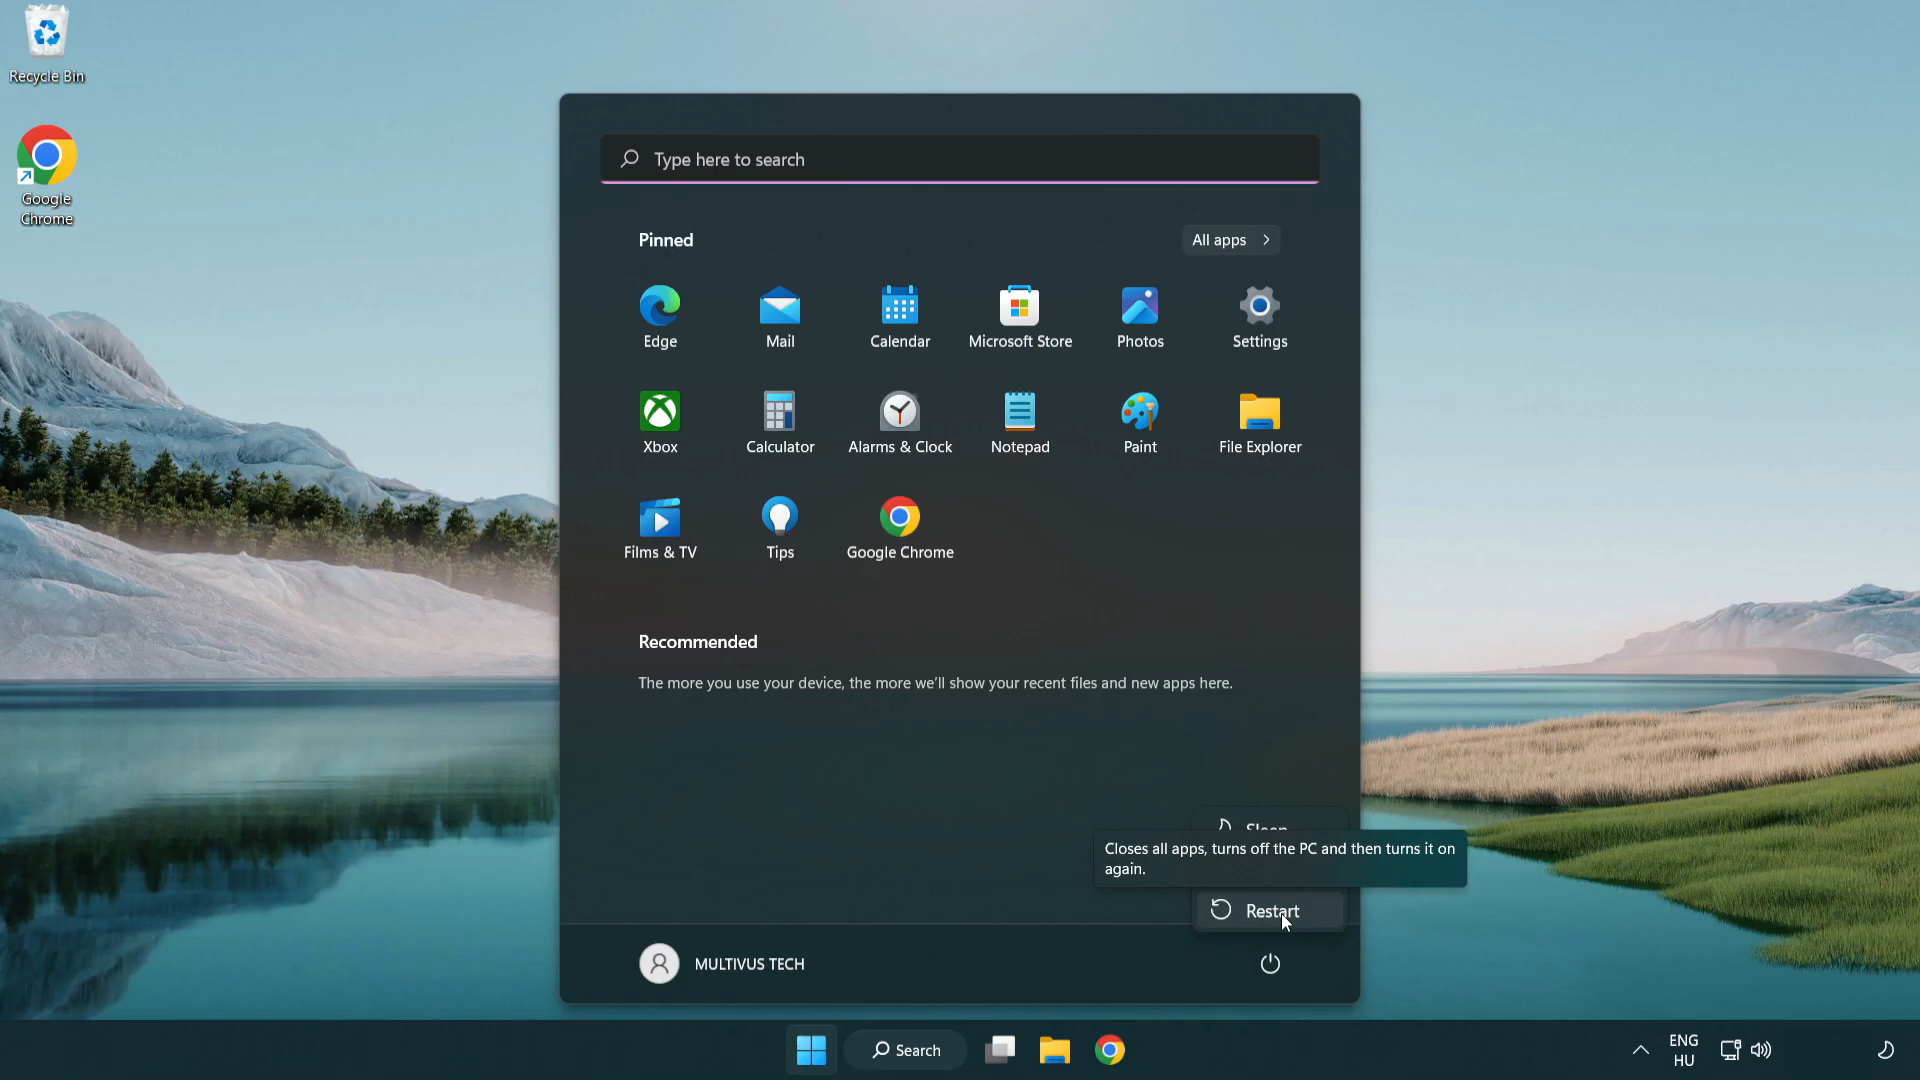 Recycle Bin
Google
Chrome
Type here to search
Pinned
All apps
Edge
Mail
Calendar
Microsoft Store
Photos
Settings
Xbox
Calculator
Alarms & Clock
Notepad
Paint
File Explorer
Films & TV
Tips
Google Chrome
Recommended
The more you use your device, the more we'll show your recent files and new apps here.
Sleep
Closes all apps, turns off the PC and then turns it on
again.
Restart
MULTIVUS TECH
Search
ENG
HU